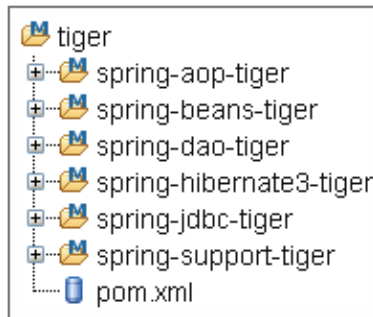 tiger
spring-aop-tiger
spring-beans-tiger
spring-dao-tiger
spring-hibernate3-tiger
spring-jdbc-tiger
spring-support-tiger
pom.xml